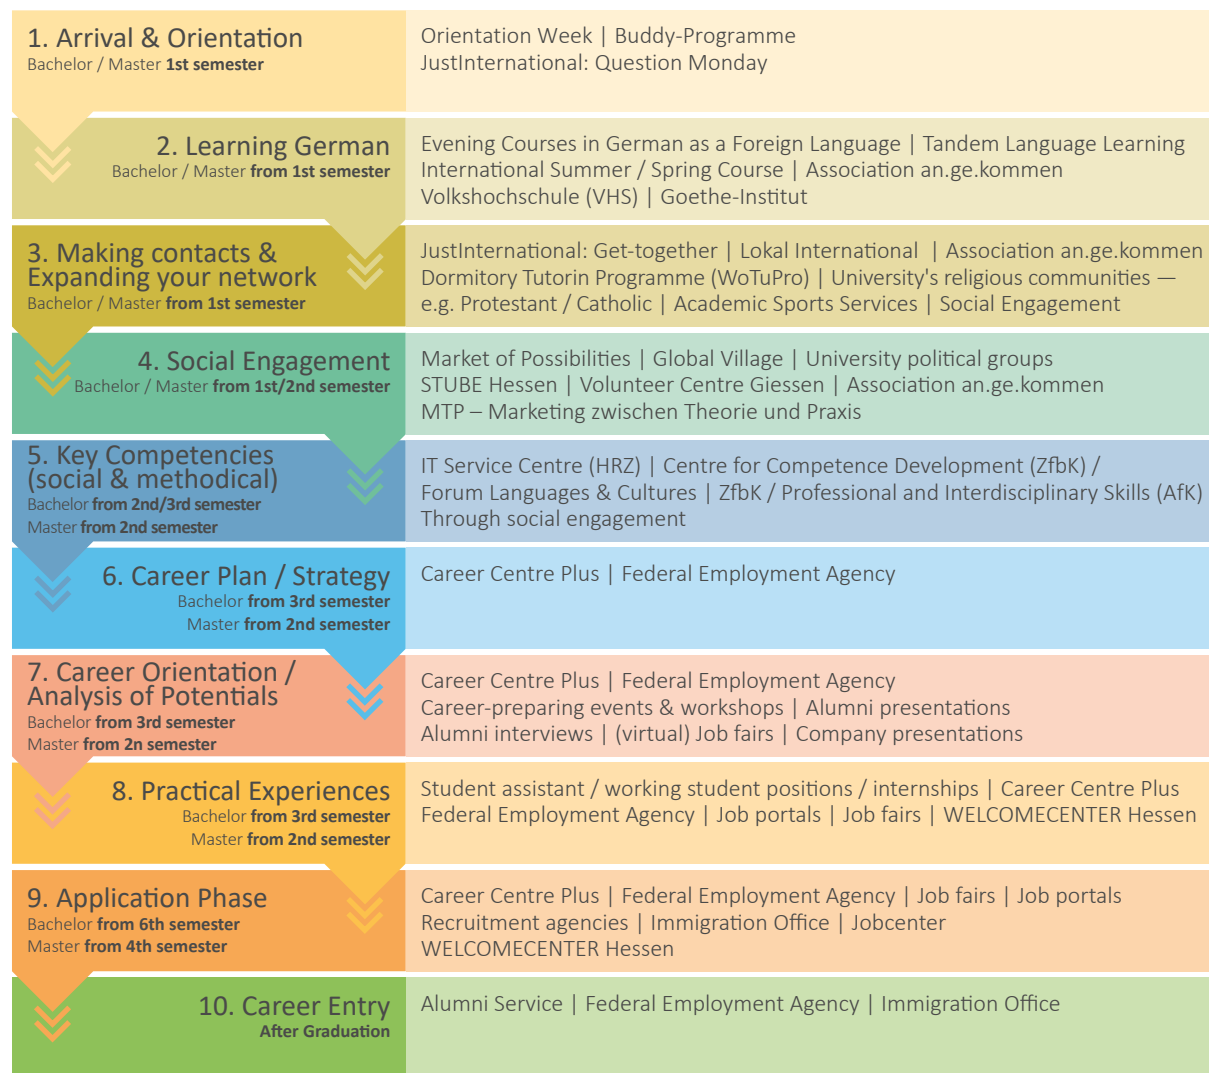 1. Arrival & Orientation
Bachelor / Master 1st semester
Orientation Week | Buddy-Programme
JustInternational: Question Monday
2. Learning German
Bachelor / Master from 1st semester
Evening Courses in German as a Foreign Language | Tandem Language Learning
International Summer / Spring Course | Association an.ge.kommen
Volkshochschule (VHS) | Goethe-Institut
3. Making contacts &
Expanding your network
Bachelor / Master from 1st semester
JustInternational: Get-together | Lokal International | Association an.ge.kommen
Dormitory Tutorin Programme (WoTuPro) | University's religious communities —
e.g. Protestant / Catholic | Academic Sports Services | Social Engagement
4. Social Engagement
Bachelor / Master from 1st/2nd semester
Market of Possibilities | Global Village | University political groups
STUBE Hessen | Volunteer Centre Giessen | Association an.ge.kommen
MTP – Marketing zwischen Theorie und Praxis
5. Key Competencies
(social & methodical)
Bachelor from 2nd/3rd semester
Master from 2nd semester
IT Service Centre (HRZ) | Centre for Competence Development (ZfbK) /
Forum Languages & Cultures | ZfbK / Professional and Interdisciplinary Skills (AfK)
Through social engagement
6. Career Plan / Strategy
Bachelor from 3rd semester
Master from 2nd semester
Career Centre Plus | Federal Employment Agency
7. Career Orientation /
Analysis of Potentials
Bachelor from 3rd semester
Master from 2n semester
Career Centre Plus | Federal Employment Agency
Career-preparing events & workshops | Alumni presentations
Alumni interviews | (virtual) Job fairs | Company presentations
8. Practical Experiences
Bachelor from 3rd semester
Master from 2nd semester
Student assistant / working student positions / internships | Career Centre Plus
Federal Employment Agency | Job portals | Job fairs | WELCOMECENTER Hessen
9. Application Phase
Bachelor from 6th semester
Master from 4th semester
Career Centre Plus | Federal Employment Agency | Job fairs | Job portals
Recruitment agencies | Immigration Office | Jobcenter
WELCOMECENTER Hessen
10. Career Entry
After Graduation
Alumni Service | Federal Employment Agency | Immigration Office